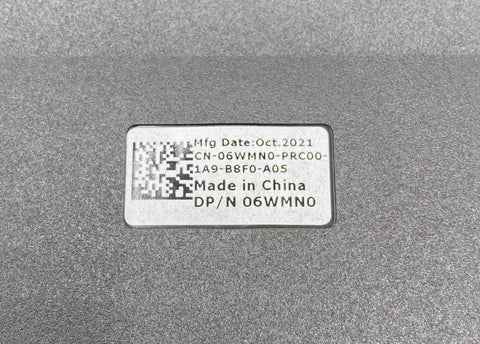 Mfg Date:Oct.2021
CN-06WMN0-PRC00-
1A9-B8F0-A05
Made in China
DP/N 06WMN0